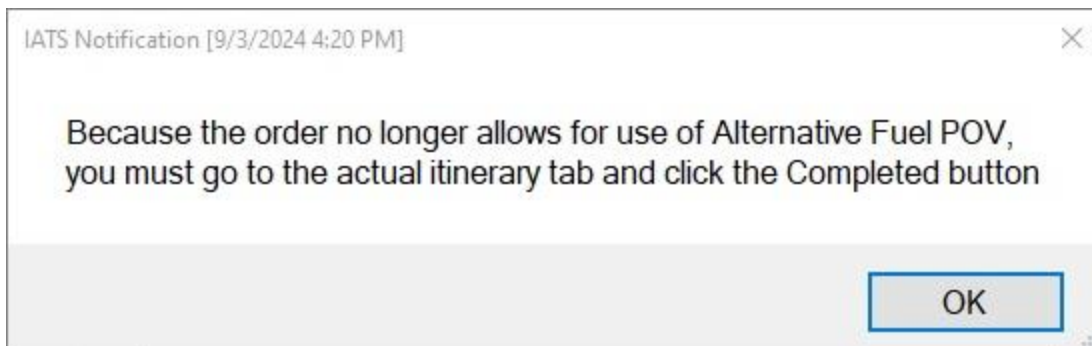 IATS Notification [9/3/2024 4:20 PM]
Because the order no longer allows for use of Alternative Fuel POV,
you must go to the actual itinerary tab and click the Completed button
OK